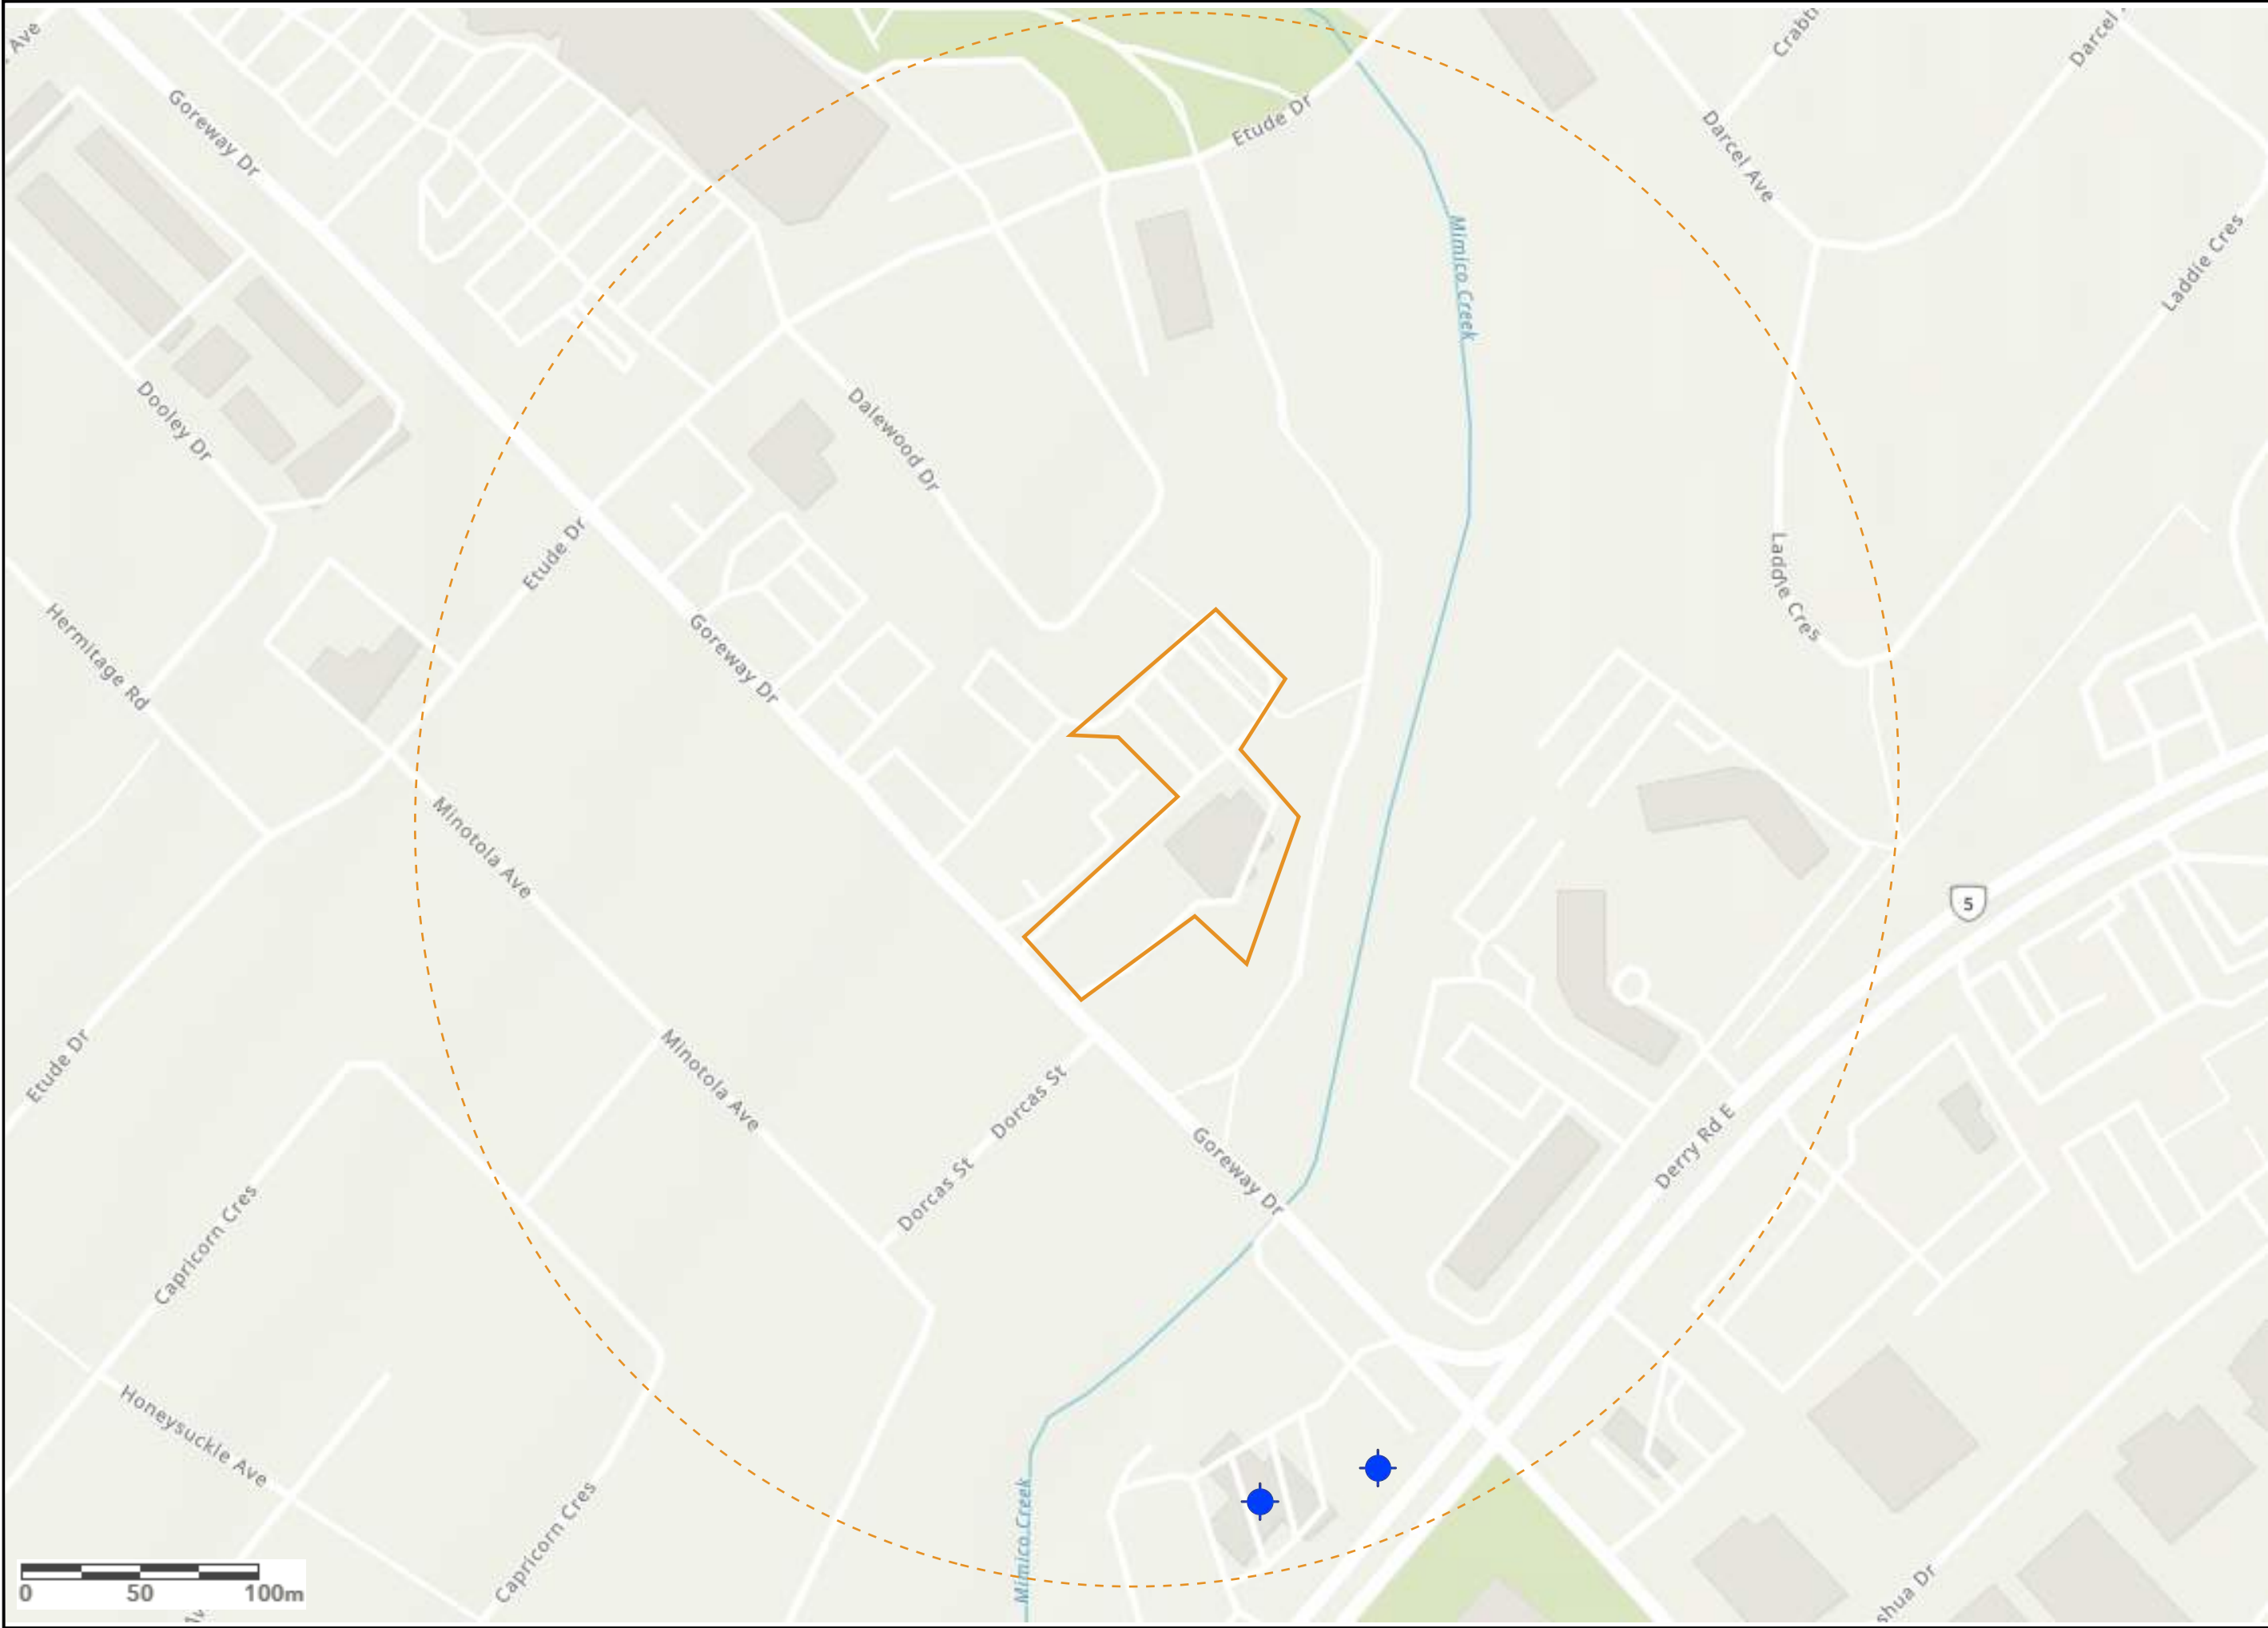 Ave
Goreway Dr
Crabt
Darcel
Etude Dr
Darcel Ave
Mimico Creek
Laddie Cres
Dooley Dr
Dalewood Dr
Etude Dr
Laddie Cres
Hermitage Rd
Goreway Dr
Minotola Ave
5
Etude Dr
Minotola Ave
Dorcas St
Goreway Dr
Derry Rd E
Dorcas St
Capricorn Cres
Honeysuckle Ave
Capricorn Cres
Mimico Creek
shua Dr
0 50 100m